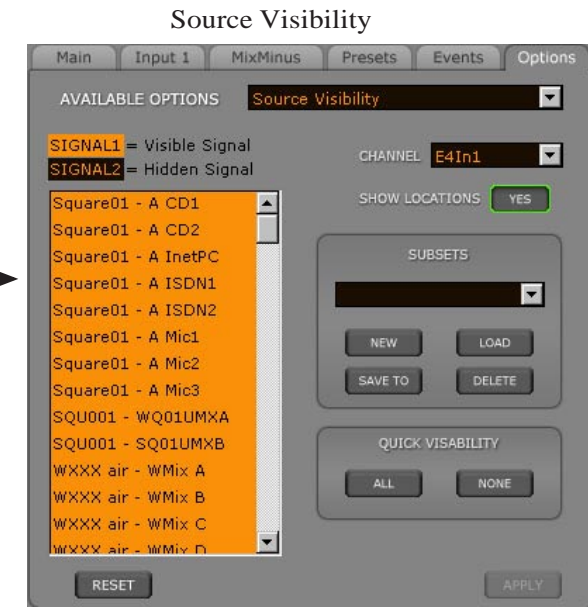 Source Visibility
Main Input 1 MixMinus Presets Events Options
AVAILABLE OPTIONS Source Visibility
SIGNAL1 = Visible Signal
SIGNAL2 = Hidden Signal
Square01 - A CD1
Square01 - A CD2
Square01 - A InetPC
Square01 - A ISDN1
Square01 - A ISDN2
Square01 - A Mic1
Square01 - A Mic2
Square01 - A Mic3
SQU001 - WQ01UMXA
SQU001 - SQ01UMXB
WXXX air - WMix A
WXXX air - WMix B
WXXX air - WMix C
WXXX air - WMix D
CHANNEL E4In1
SHOW LOCATIONS YES
SUBSETS
NEW LOAD
SAVE TO DELETE
QUICK VISABILITY
ALL NONE
RESET APPLY